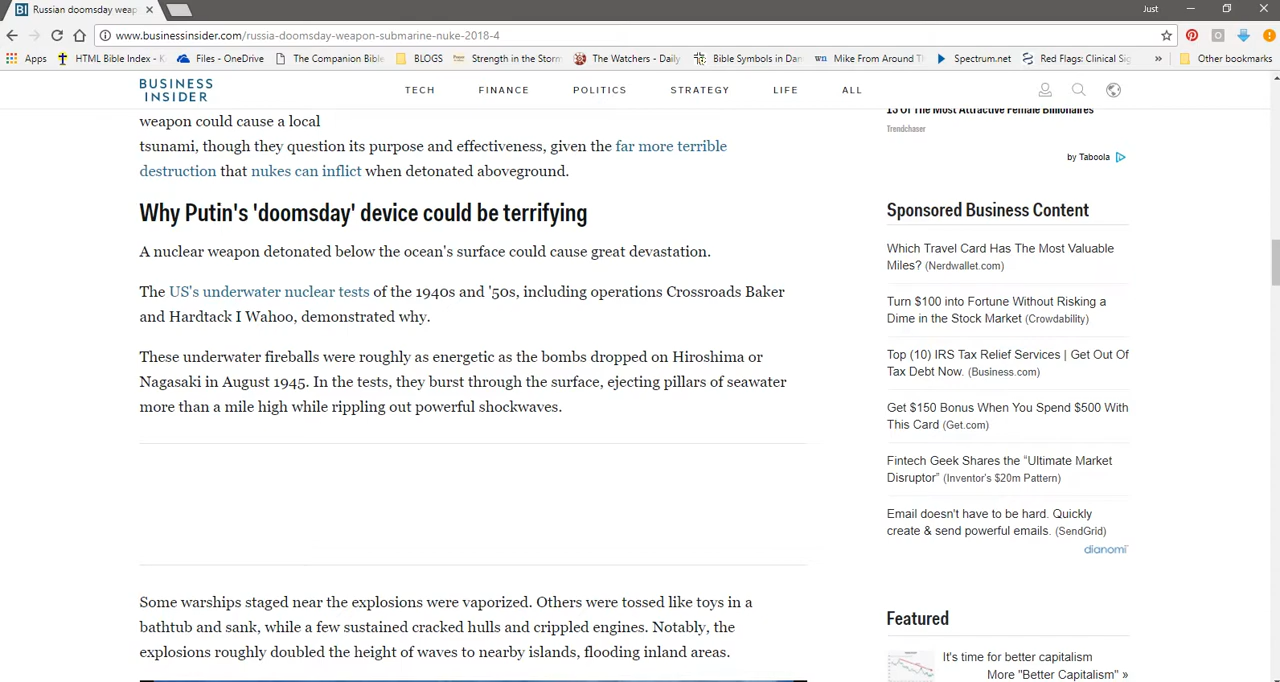 Russian doomsday weap
Just
www.businessinsider.com/russia-doomsday-weapon-submarine-nuke-2018-4
Apps
HTML Bible Index - K
Files - OneDrive
The Companion Bible
BLOGS
Strength in the Storm
The Watchers - Daily
Bible Symbols in Dan
wn Mike From Around Th
Spectrum.net
Red Flags: Clinical Sig
»
Other bookmarks
BUSINESS
INSIDER
TECH
FINANCE
POLITICS
STRATEGY
LIFE
ALL
weapon could cause a local
tsunami, though they question its purpose and effectiveness, given the far more terrible
destruction that nukes can inflict when detonated aboveground.
Why Putin's 'doomsday' device could be terrifying
A nuclear weapon detonated below the ocean's surface could cause great devastation.
The US's underwater nuclear tests of the 1940s and '50s, including operations Crossroads Baker
and Hardtack I Wahoo, demonstrated why.
These underwater fireballs were roughly as energetic as the bombs dropped on Hiroshima or
Nagasaki in August 1945. In the tests, they burst through the surface, ejecting pillars of seawater
more than a mile high while rippling out powerful shockwaves.
Some warships staged near the explosions were vaporized. Others were tossed like toys in a
bathtub and sank, while a few sustained cracked hulls and crippled engines. Notably, the
explosions roughly doubled the height of waves to nearby islands, flooding inland areas.
15 Of The Most Attractive Female Billionaires
Trendchaser
by Taboola
Sponsored Business Content
Which Travel Card Has The Most Valuable
Miles? (Nerdwallet.com)
Turn $100 into Fortune Without Risking a
Dime in the Stock Market (Crowdability)
Top (10) IRS Tax Relief Services | Get Out Of
Tax Debt Now. (Business.com)
Get $150 Bonus When You Spend $500 With
This Card (Get.com)
Fintech Geek Shares the “Ultimate Market
Disruptor” (Inventor's $20m Pattern)
Email doesn't have to be hard. Quickly
create & send powerful emails. (SendGrid)
dianomi
Featured
It's time for better capitalism
More "Better Capitalism" »